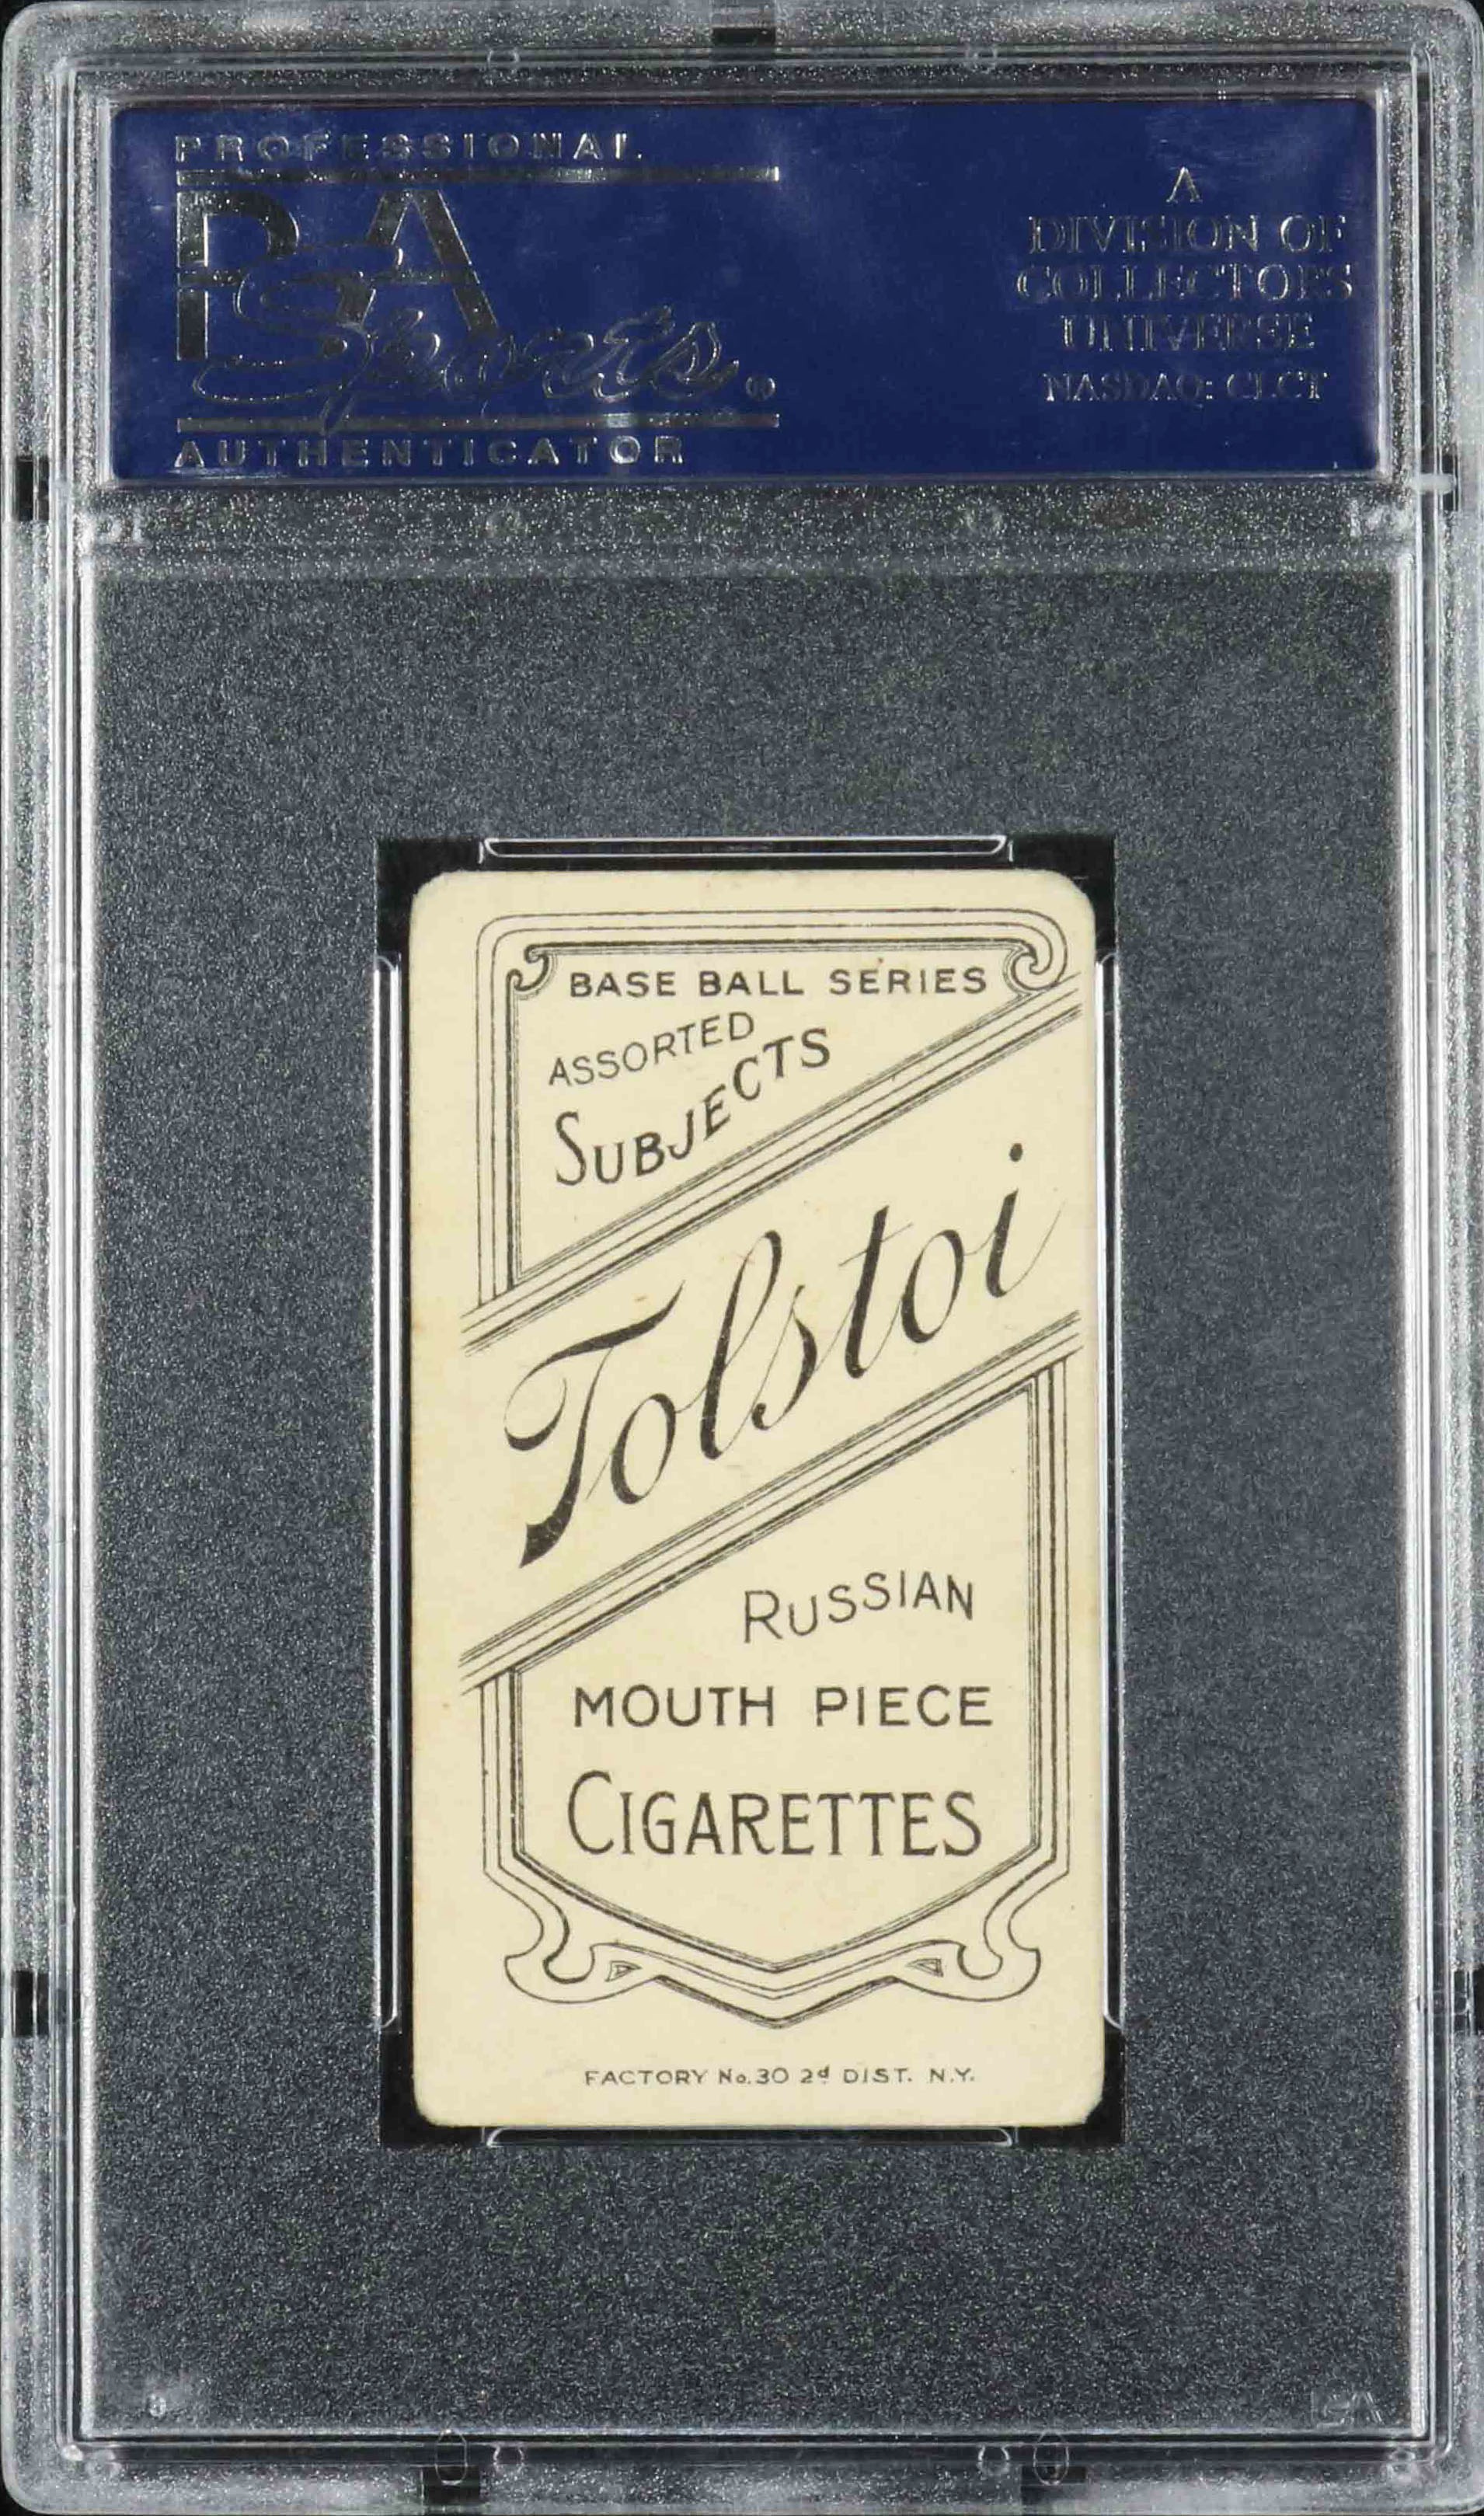 PROFESSIONAL
PSA
Sports®
AUTHENTICATOR
A
DIVISION OF
COLLECTORS
UNIVERSE
NASDAQ: CLCT
BASE BALL SERIES
ASSORTED
SUBJECTS
Tolstoi
RUSSIAN
MOUTH PIECE
CIGARETTES
FACTORY No. 30 2d DIST. N.Y.